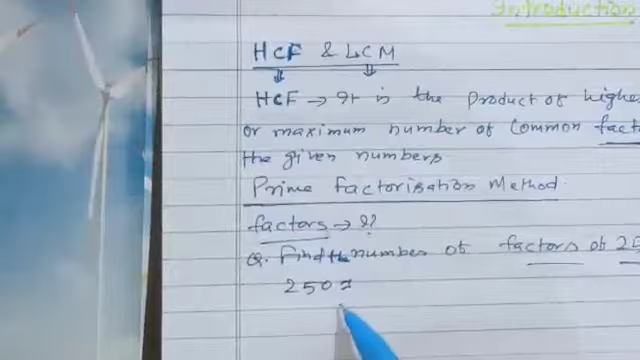 Introduction
HCF & LCM
HCF → It is the product of highe
or maximum number of common fact
the given numbers
Prime factorisation Method
factors → ??
Q. Find the number of factors of 25
250 =